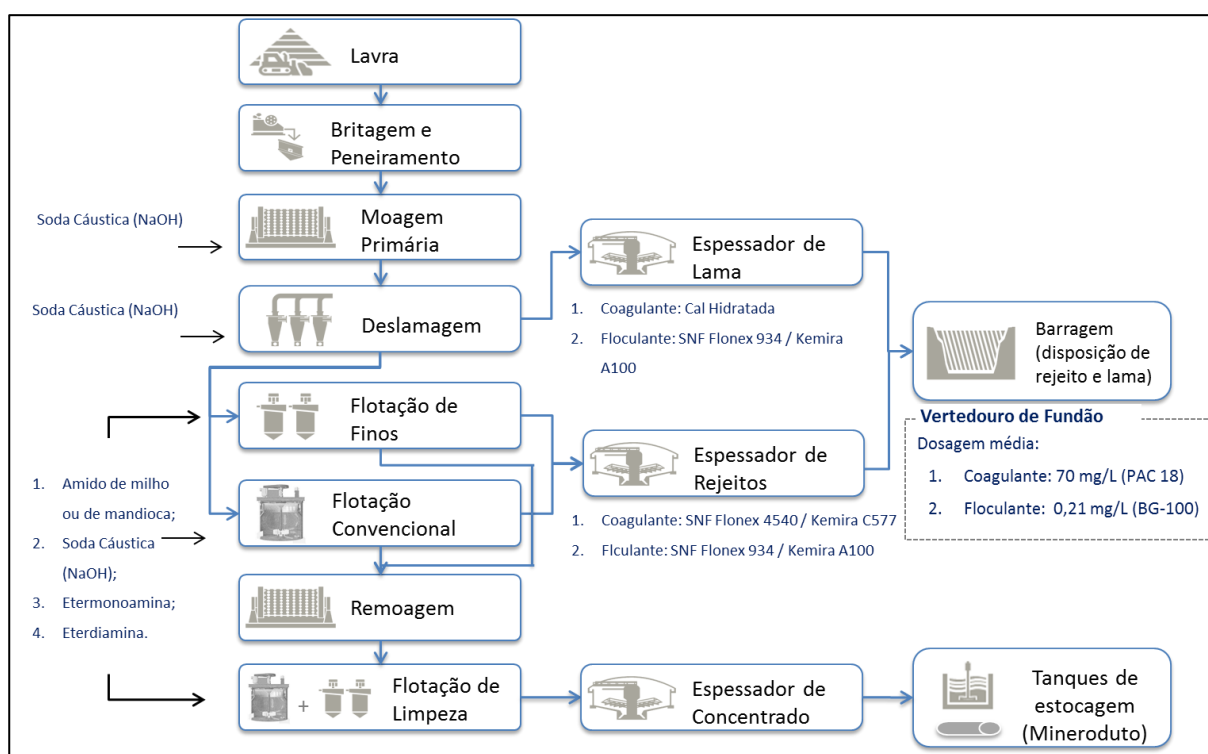 Lavra
Britagem e
Peneiramento
Soda Cáustica (NaOH)
Moagem
Primária
Espessador de
Lama
Soda Cáustica (NaOH)
Deslamagem
1. Coagulante: Cal Hidratada
2. Floculante: SNF Flonex 934 / Kemira
A100
Barragem
(disposição de
rejeito e lama)
Flotação de
Finos
Vertedouro de Fundão
Dosagem média:
1. Coagulante: 70 mg/L (PAC 18)
2. Floculante: 0,21 mg/L (BG-100)
Espessador de
Rejeitos
1. Amido de milho
ou de mandioca;
2. Soda Cáustica
(NaOH);
3. Etermonoamina;
4. Eterdiamina.
Flotação
Convencional
1. Coagulante: SNF Flonex 4540 / Kemira C577
2. Flculante: SNF Flonex 934 / Kemira A100
Remoagem
+
Flotação de
Limpeza
Espessador de
Concentrado
Tanques de
estocagem
(Mineroduto)